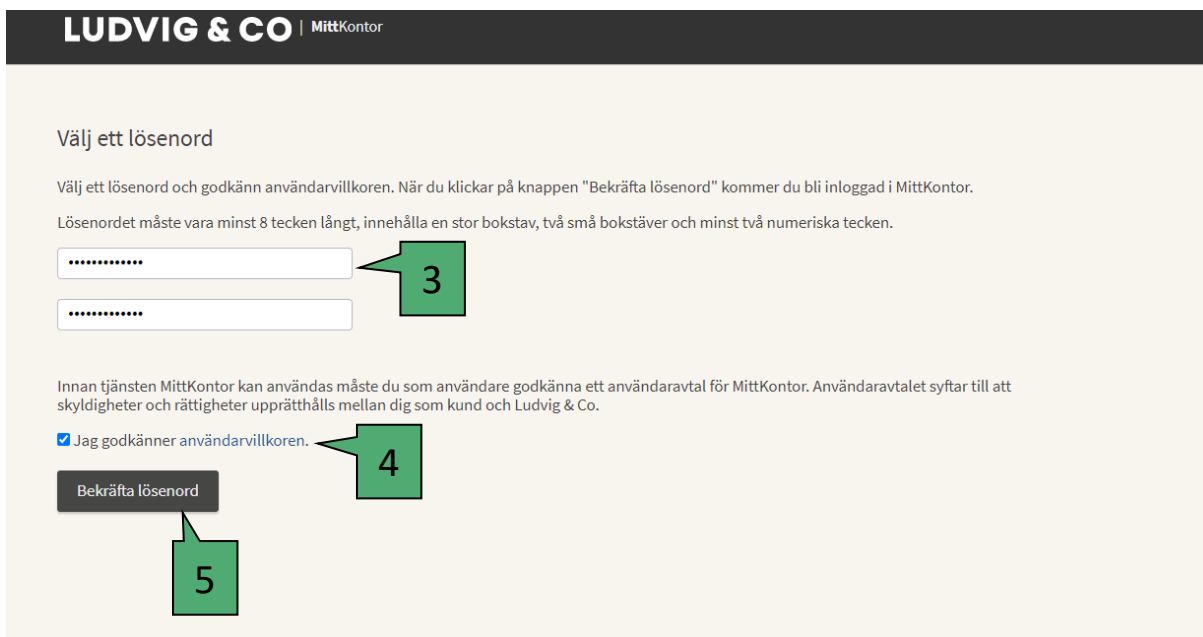 LUDVIG & CO | MittKontor
Välj ett lösenord
Välj ett lösenord och godkänn användarvillkoren. När du klickar på knappen "Bekräfta lösenord" kommer du bli inloggad i MittKontor.
Lösenordet måste vara minst 8 tecken långt, innehålla en stor bokstav, två små bokstäver och minst två numeriska tecken.
•••••••••••••
3
•••••••••••••
Innan tjänsten MittKontor kan användas måste du som användare godkänna ett användaravtal för MittKontor. Användaravtalet syftar till att
skyldigheter och rättigheter upprätthålls mellan dig som kund och Ludvig & Co.
Jag godkänner användarvillkoren.
4
Bekräfta lösenord
5